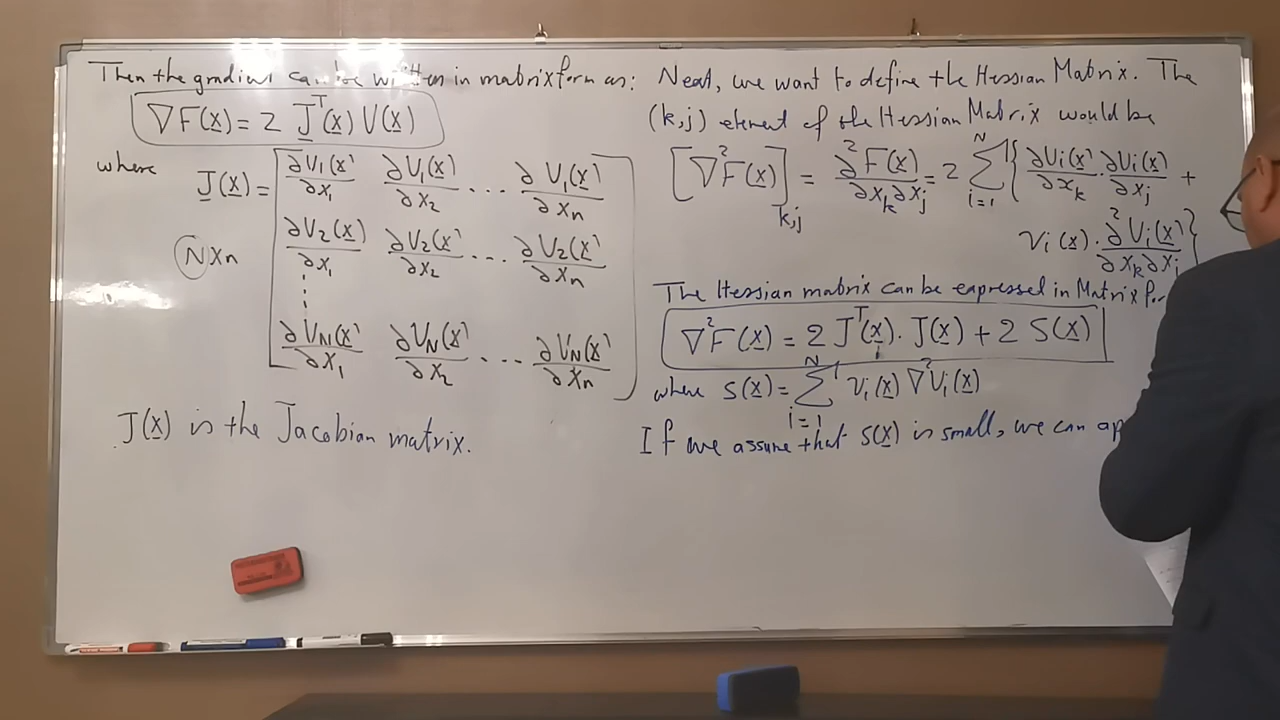 Then the gradient can be written in matrix form as:
∇F(x) = 2 Jᵀ(x) V(x)
where
J(x) = [ ∂V₁(x)/∂x₁ ∂V₁(x)/∂x₂ ... ∂V₁(x)/∂xn
N×n
∂V₂(x)/∂x₁ ∂V₂(x)/∂x₂ ... ∂V₂(x)/∂xn
∂VN(x)/∂x₁ ∂VN(x)/∂x₂ ... ∂VN(x)/∂xn ]
J(x) is the Jacobian matrix.
Next, we want to define the Hessian Matrix. The
(k,j) element of the Hessian Matrix would be
[∇²F(x)]k,j = ∂²F(x)/∂xk∂xj = 2 Σ i=1 N { ∂Vi(x)/∂xk · ∂Vi(x)/∂xj +
Vi(x) · ∂²Vi(x)/∂xk∂xj }
The Hessian matrix can be expressed in Matrix
∇²F(x) = 2 Jᵀ(x) · J(x) + 2 S(x)
where S(x) = Σ i=1 N Vi(x) ∇²Vi(x)
If we assume that S(x) is small, we can